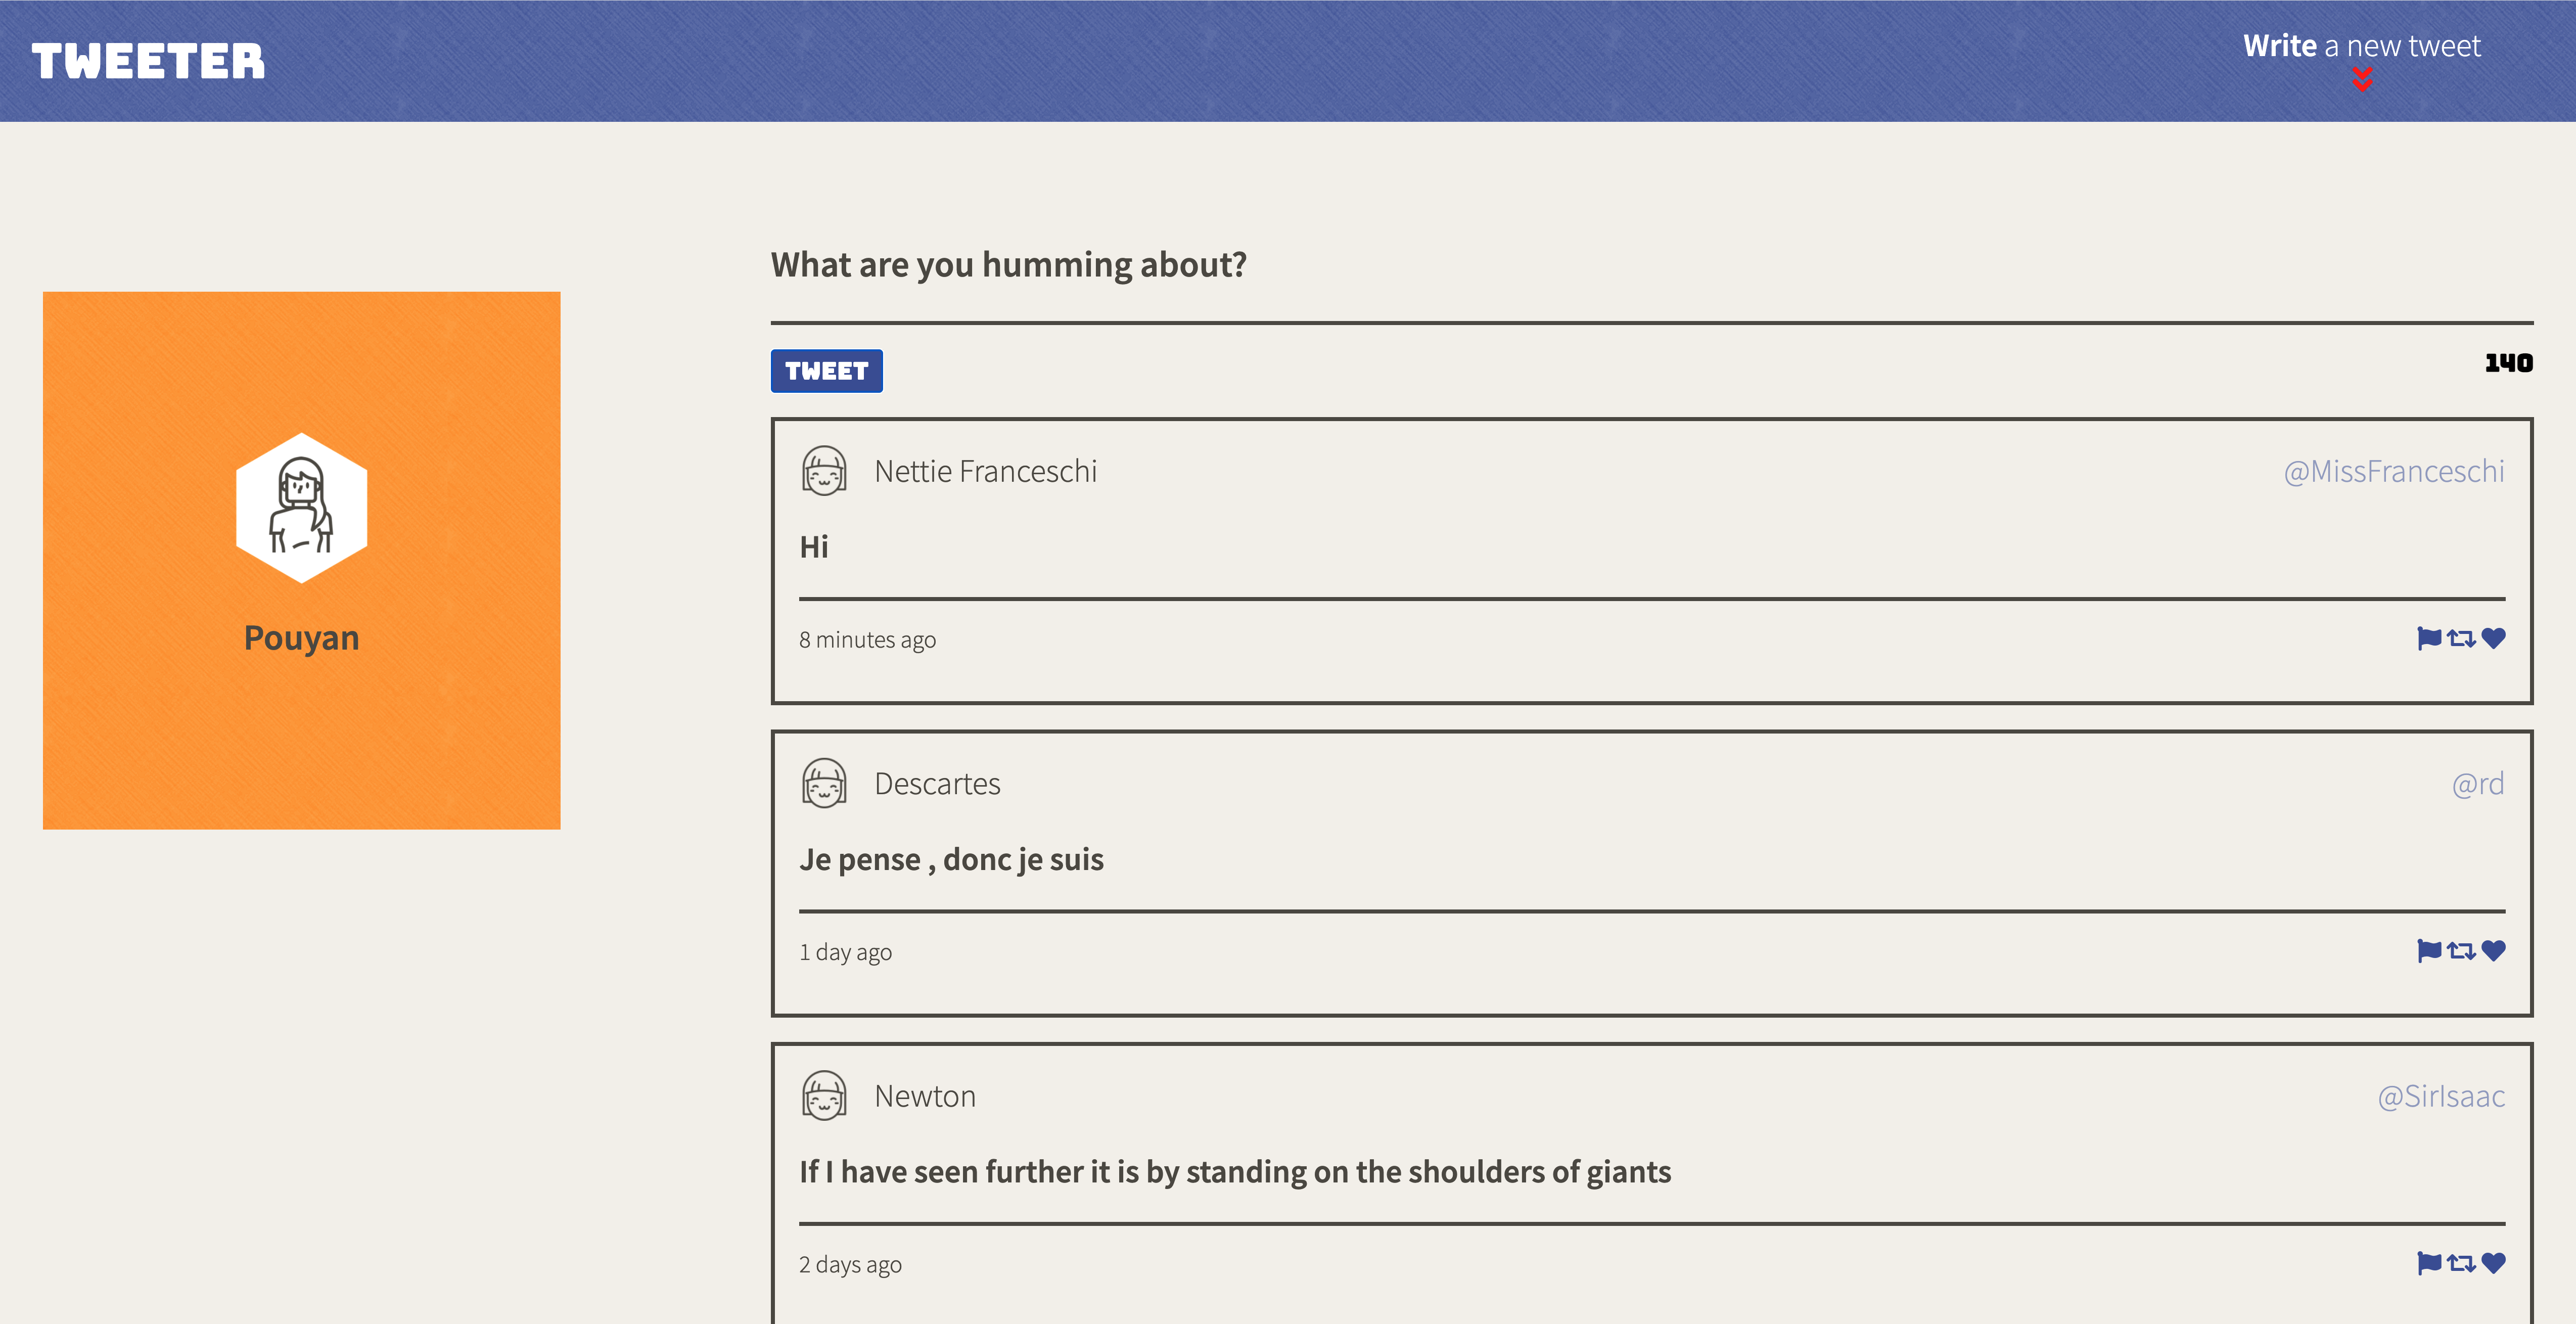 TWEETER
Write a new tweet
Pouyan
What are you humming about?
TWEET
140
Nettie Franceschi
@MissFranceschi
Hi
8 minutes ago
Descartes
@rd
Je pense , donc je suis
1 day ago
Newton
@SirIsaac
If I have seen further it is by standing on the shoulders of giants
2 days ago